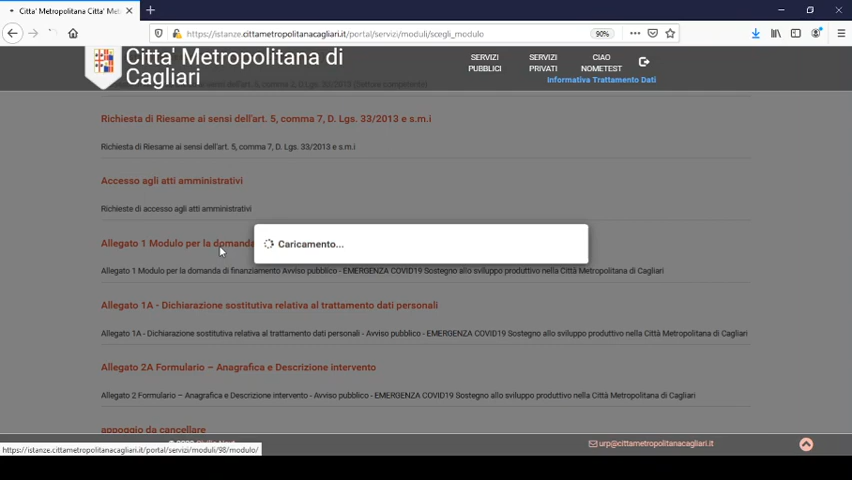 Citta' Metropolitana di Citta' Met
https://istanze.cittametropolitanacagliari.it/portal/servizi/moduli/scegli_modulo
90%
Citta' Metropolitana di
Cagliari
SERVIZI
PUBBLICI
SERVIZI
PRIVATI
CIAO
NOMETEST
Informativa Trattamento Dati
Richiesta di Riesame ai sensi dell'art. 5, comma 7, D. Lgs. 33/2013 e s.m.i
Richiesta di Riesame ai sensi dell'art. 5, comma 7, D. Lgs. 33/2013 e s.m.i
Accesso agli atti amministrativi
Richieste di accesso agli atti amministrativi
Allegato 1 Modulo per la domanda
Caricamento...
Allegato 1 Modulo per la domanda di finanziamento Avviso pubblico - EMERGENZA COVID19 Sostegno allo sviluppo produttivo nella Città Metropolitana di Cagliari
Allegato 1A - Dichiarazione sostitutiva relativa al trattamento dati personali
Allegato 1A - Dichiarazione sostitutiva relativa al trattamento dati personali - Avviso pubblico - EMERGENZA COVID19 Sostegno allo sviluppo produttivo nella Città Metropolitana di Cagliari
Allegato 2A Formulario – Anagrafica e Descrizione intervento
Allegato 2 Formulario – Anagrafica e Descrizione intervento - Avviso pubblico - EMERGENZA COVID19 Sostegno allo sviluppo produttivo nella Città Metropolitana di Cagliari
appoggio da cancellare
urp@cittametropolitanacagliari.it
https://istanze.cittametropolitanacagliari.it/portal/servizi/moduli/98/modulo/